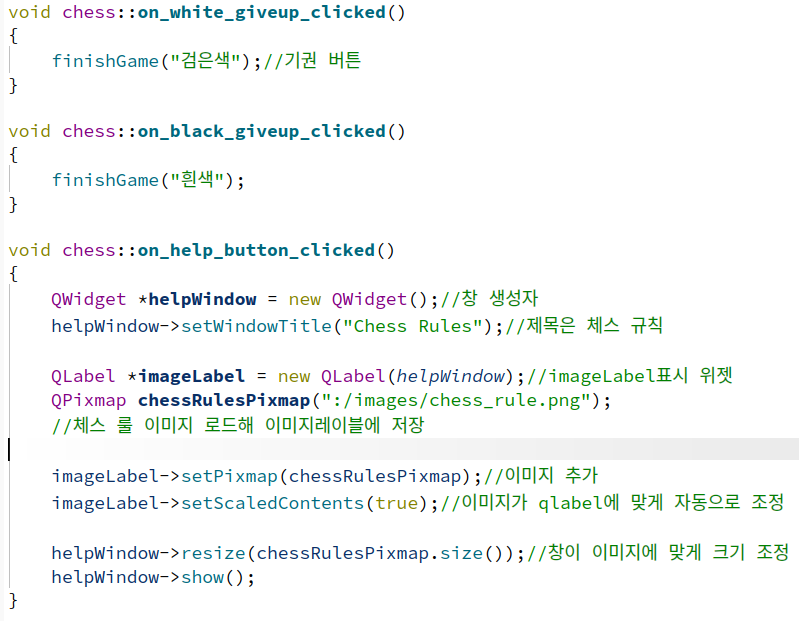 void chess::on_white_giveup_clicked()
{
    finishGame("검은색");//기권 버튼
}
void chess::on_black_giveup_clicked()
{
    finishGame("흰색");
}
void chess::on_help_button_clicked()
{
    QWidget *helpWindow = new QWidget();//창 생성자
    helpWindow->setWindowTitle("Chess Rules");//제목은 체스 규칙
    QLabel *imageLabel = new QLabel(helpWindow);//imageLabel표시 위젯
    QPixmap chessRulesPixmap(":/images/chess_rule.png");
    //체스 룰 이미지 로드해 이미지레이블에 저장
    imageLabel->setPixmap(chessRulesPixmap);//이미지 추가
    imageLabel->setScaledContents(true);//이미지가 qlabel에 맞게 자동으로 조정
    helpWindow->resize(chessRulesPixmap.size());//창이 이미지에 맞게 크기 조정
    helpWindow->show();
}